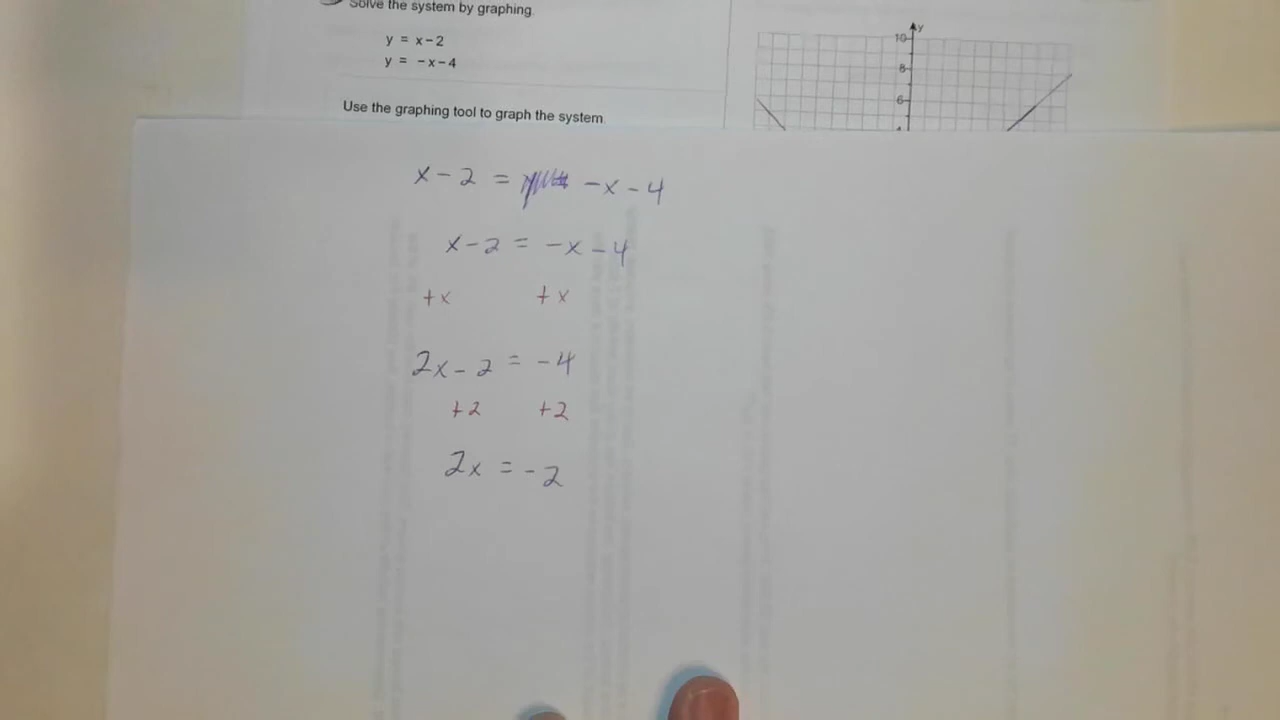 Solve the system by graphing.
y = x-2
y = -x-4
Use the graphing tool to graph the system.
y
10
8
6
x-2 = -x-4
x-2 = -x-4
+x +x
2x-2 = -4
+2 +2
2x = -2